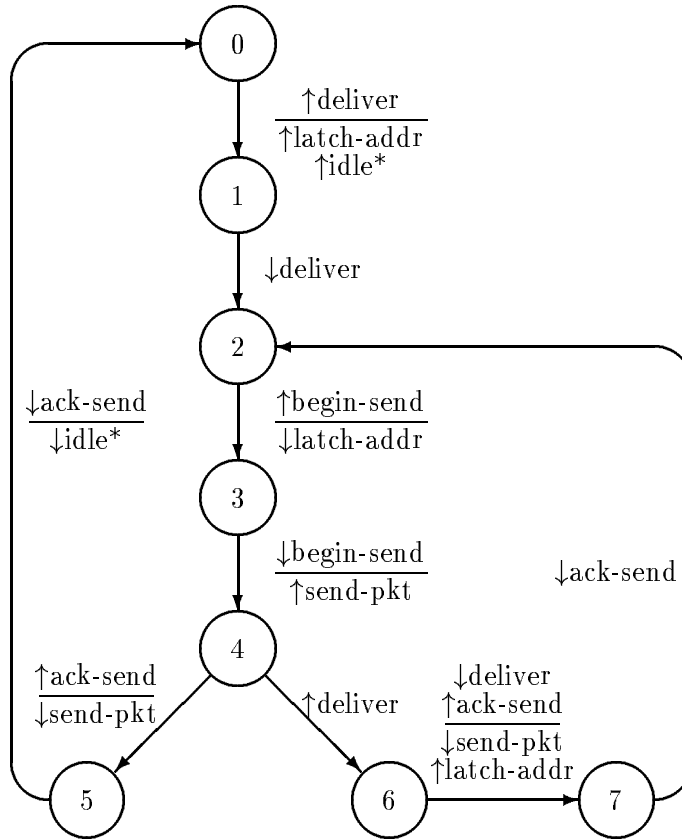 0
↑deliver
↑latch-addr
↑idle*
1
↓deliver
2
↓ack-send
↓idle*
↑begin-send
↓latch-addr
3
↓begin-send
↑send-pkt
↓ack-send
4
↑ack-send
↓send-pkt
↑deliver
↓deliver
↑ack-send
↓send-pkt
↑latch-addr
5
6
7